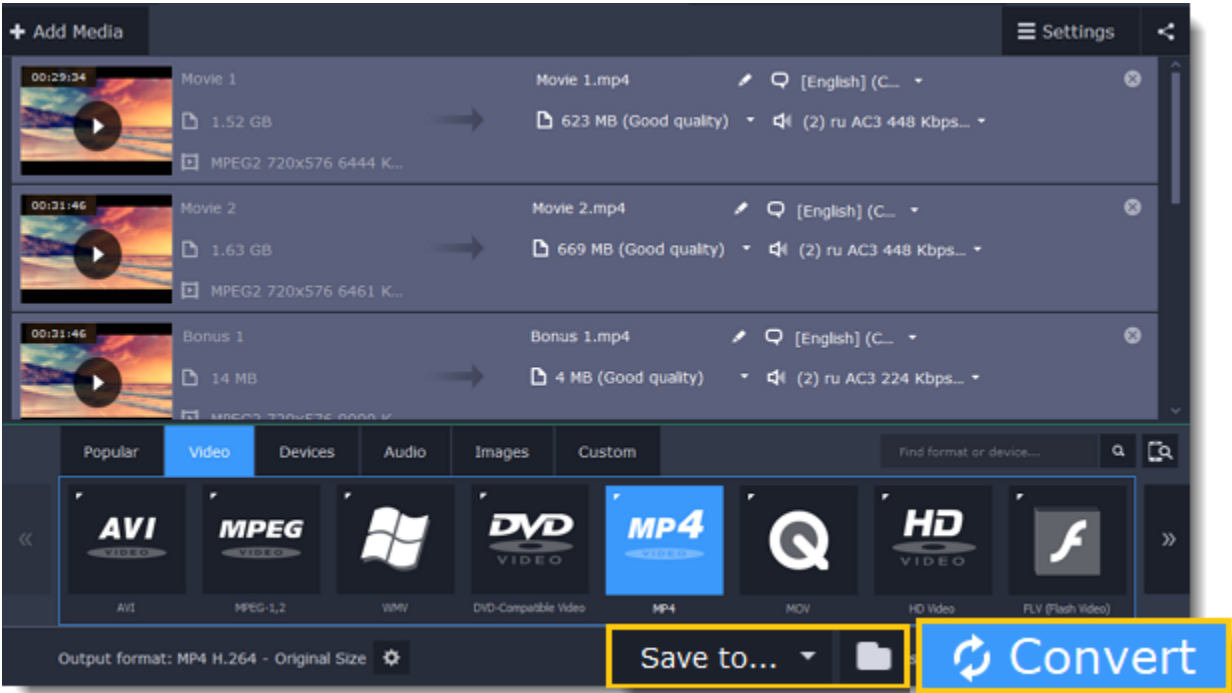 Add Media
Settings
00:29:34
Movie 1
Movie 1.mp4
[English] (C...
1.52 GB
623 MB (Good quality)
(2) ru AC3 448 Kbps...
MPEG2 720x576 6444 K...
00:31:46
Movie 2
Movie 2.mp4
[English] (C...
1.63 GB
669 MB (Good quality)
(2) ru AC3 448 Kbps...
MPEG2 720x576 6461 K...
00:31:46
Bonus 1
Bonus 1.mp4
[English] (C...
14 MB
4 MB (Good quality)
(2) ru AC3 224 Kbps...
MPEG2 720x576 9000 K...
Popular
Video
Devices
Audio
Images
Custom
Find format or device...
AVI
VIDEO
MPEG
VIDEO
DVD
VIDEO
MP4
VIDEO
HD
VIDEO
AVI
MPEG-1,2
WMV
DVD-Compatible Video
MP4
MOV
HD Video
FLV (Flash Video)
Output format: MP4 H.264 - Original Size
Save to...
Convert